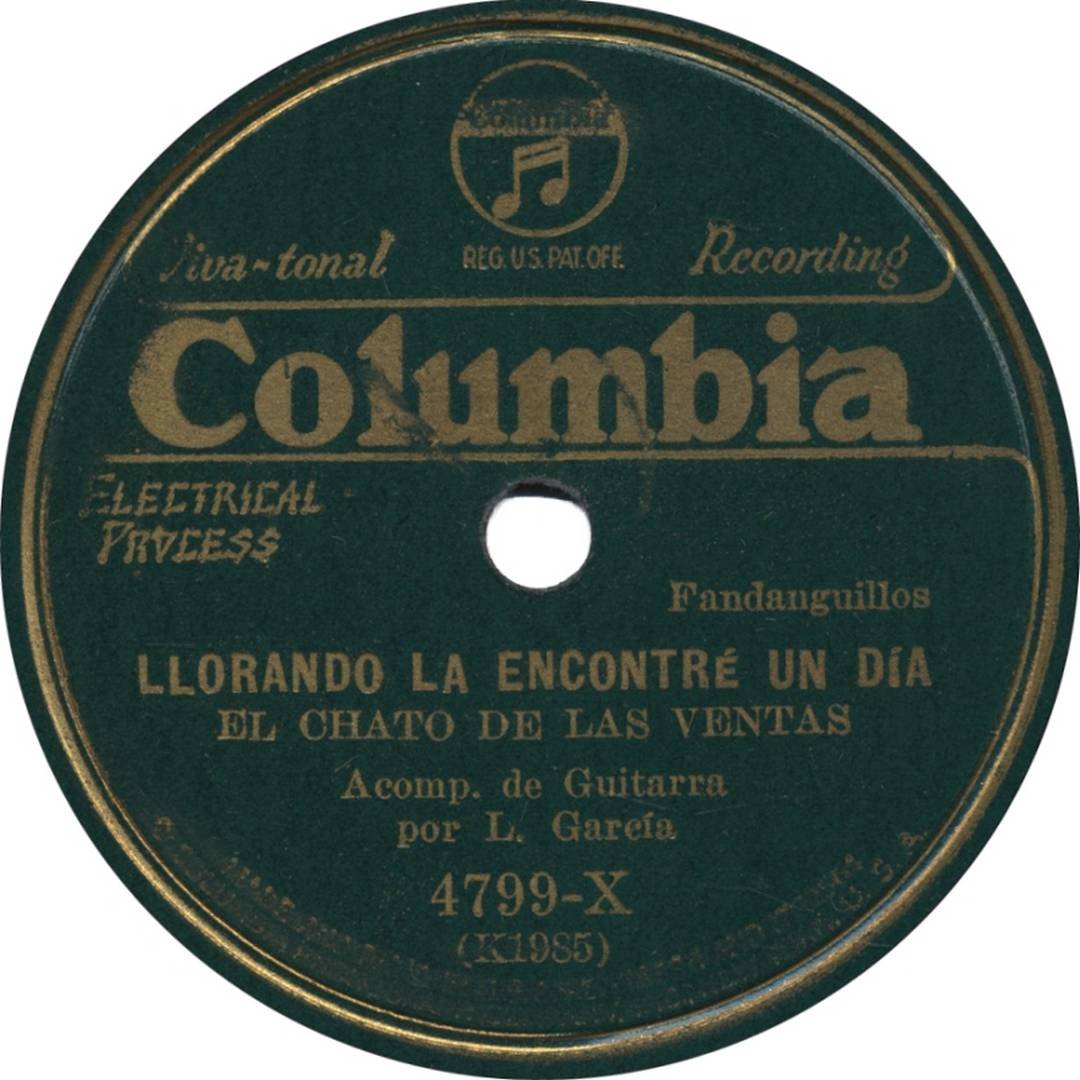 Columbia
Viva-tonal
REG. U.S. PAT. OFF.
Recording
Columbia
ELECTRICAL
PROCESS
Fandanguillos
LLORANDO LA ENCONTRÉ UN DÍA
EL CHATO DE LAS VENTAS
Acomp. de Guitarra
por L. García
4799-X
(K1985)